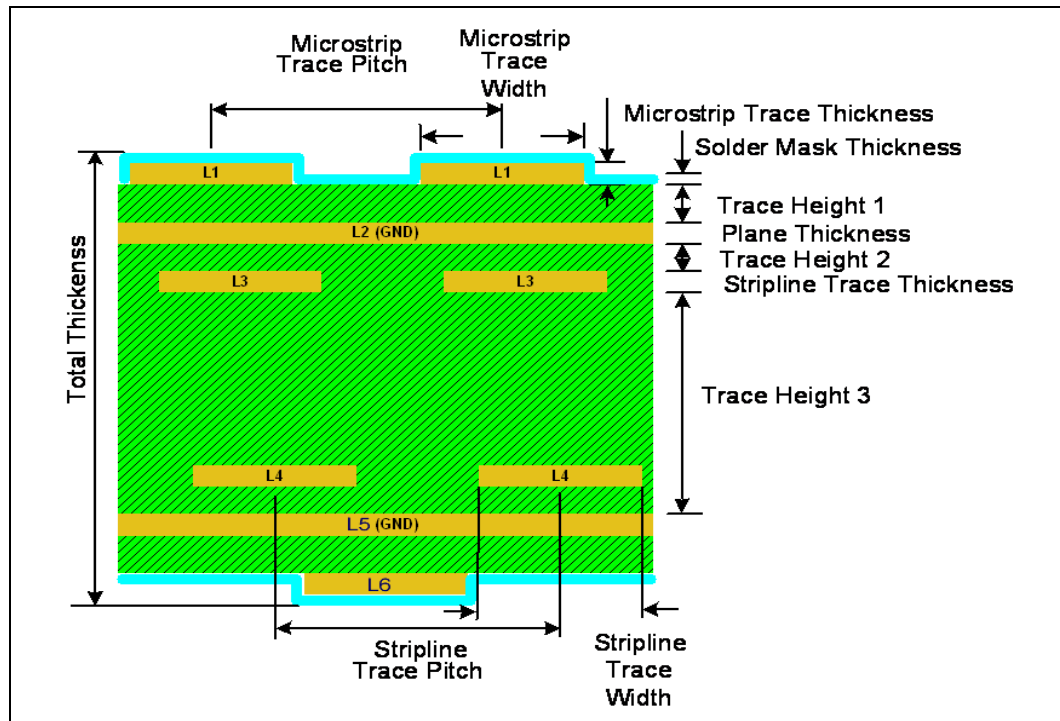 Microstrip
Trace Pitch
Microstrip
Trace
Width
Microstrip Trace Thickness
Solder Mask Thickness
L1
L1
Trace Height 1
L2 (GND)
Plane Thickness
Trace Height 2
L3
L3
Stripline Trace Thickness
Total Thickenss
Trace Height 3
L4
L4
L5 (GND)
L6
Stripline
Trace Pitch
Stripline
Trace
Width